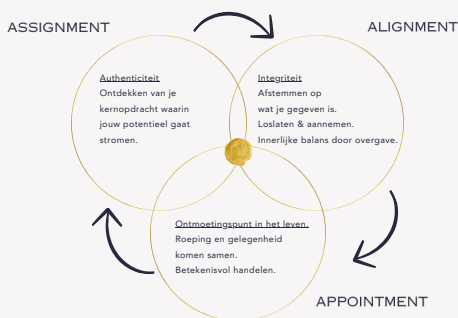 ASSIGNMENT
ALIGNMENT
Authenticiteit
Ontdekken van je
kernopdracht waarin
jouw potentieel gaat
stromen.
Integriteit
Afstemmen op
wat je gegeven is.
Loslaten & aannemen.
Innerlijke balans door overgave.
Ontmoetingspunt in het leven.
Roeping en gelegenheid
komen samen.
Betekenisvol handelen.
APPOINTMENT